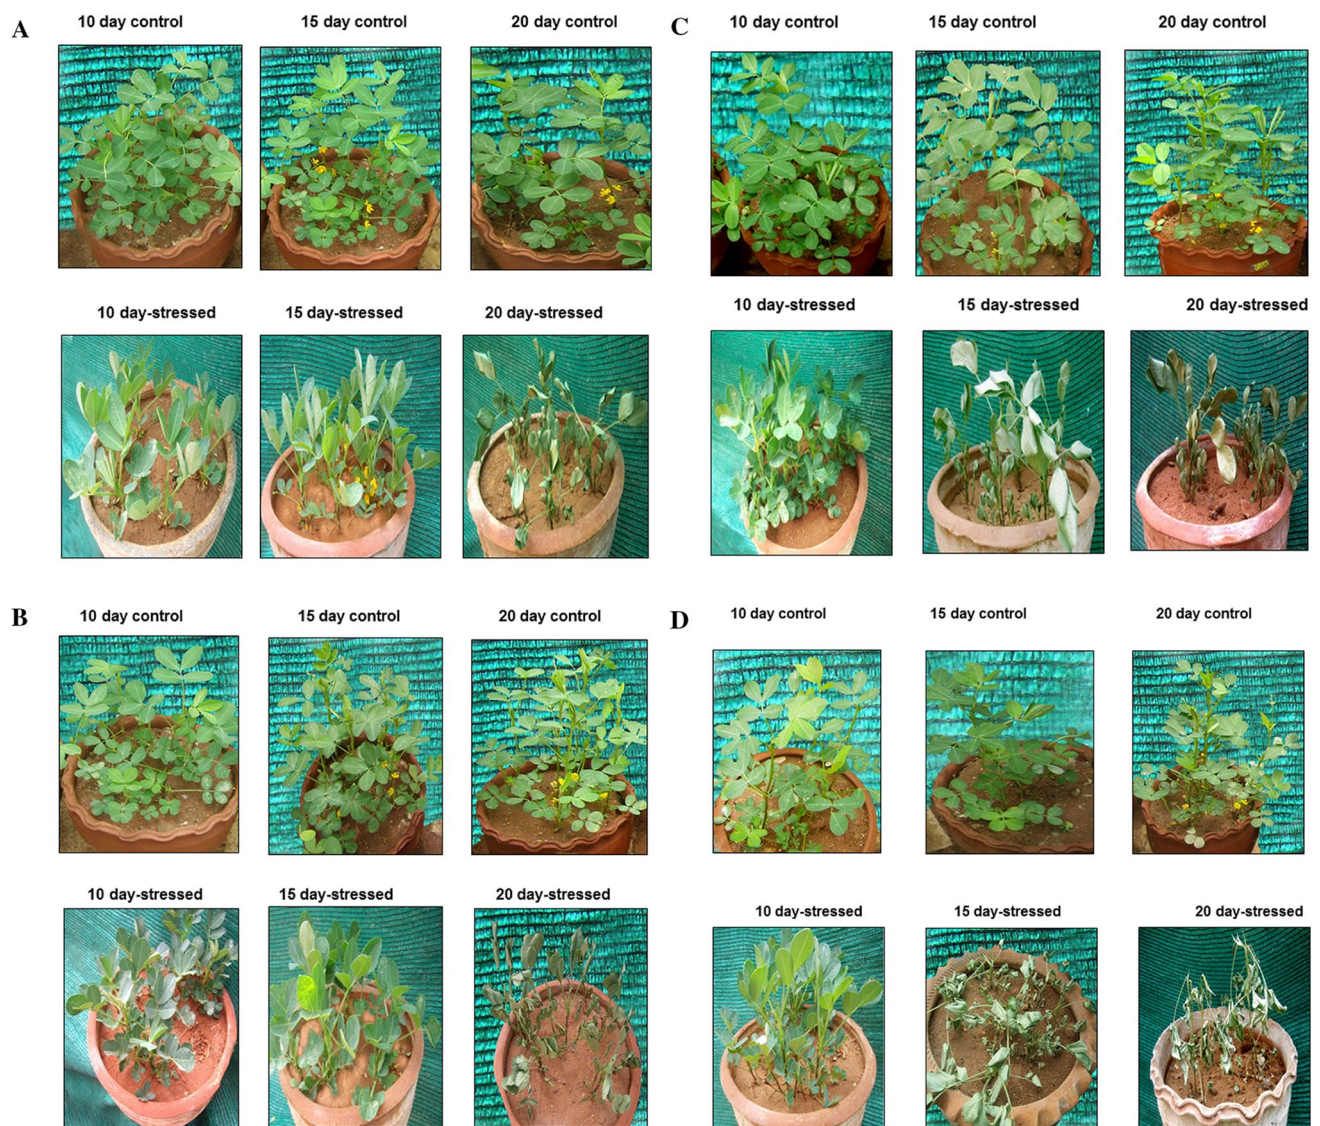 A
10 day control
15 day control
20 day control
10 day-stressed
15 day-stressed
20 day-stressed
C
10 day control
15 day control
20 day control
10 day-stressed
15 day-stressed
20 day-stressed
B
10 day control
15 day control
20 day control
10 day-stressed
15 day-stressed
20 day-stressed
D
10 day control
15 day control
20 day control
10 day-stressed
15 day-stressed
20 day-stressed